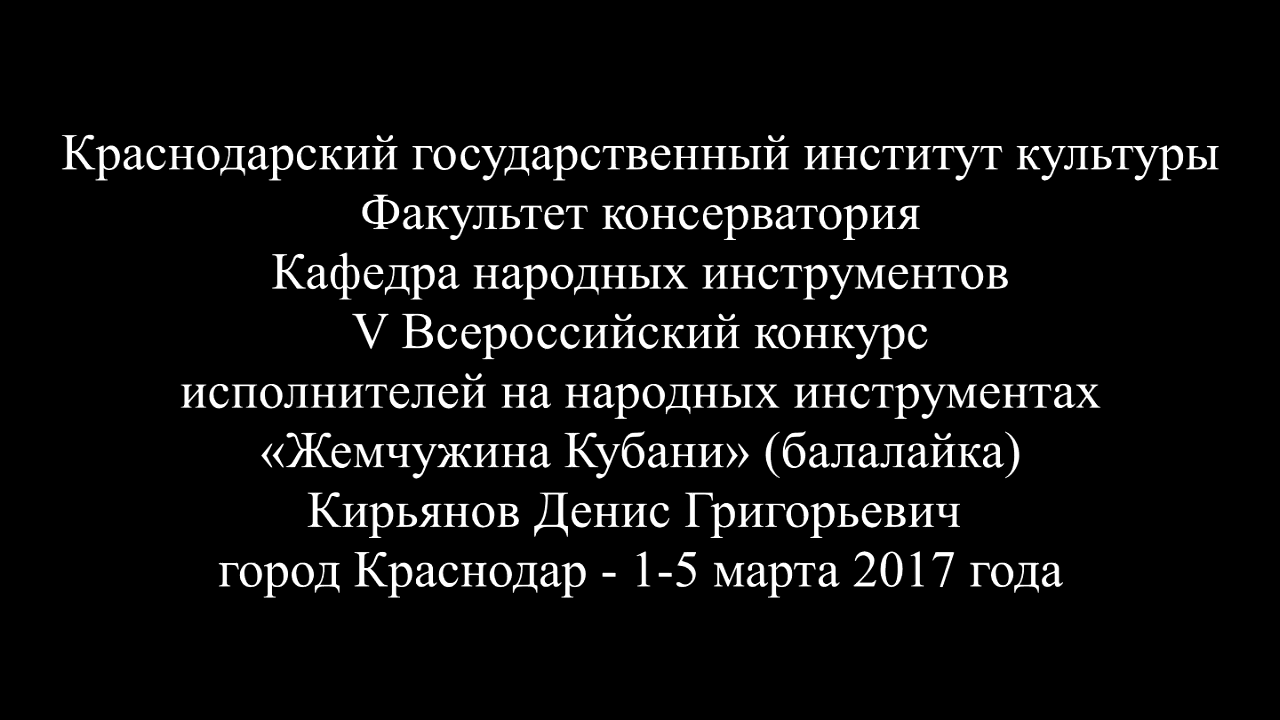 Краснодарский государственный институт культуры
Факультет консерватория
Кафедра народных инструментов
V Всероссийский конкурс
исполнителей на народных инструментах
«Жемчужина Кубани» (балалайка)
Кирьянов Денис Григорьевич
город Краснодар - 1-5 марта 2017 года